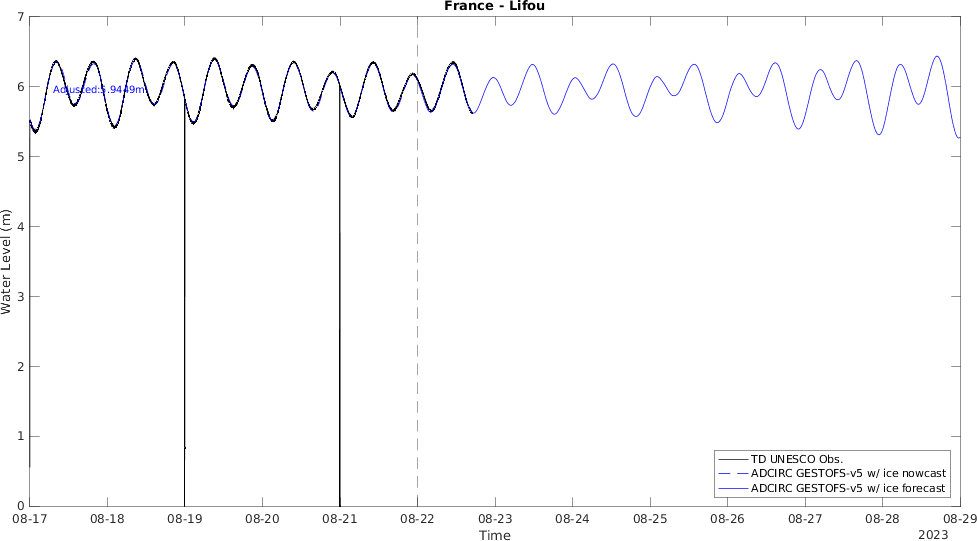 France - Lifou
7
6
5
4
3
2
1
0
Water Level (m)
Adjusted:5.9449m
TD UNESCO Obs.
ADCIRC GESTOFS-v5 w/ ice nowcast
ADCIRC GESTOFS-v5 w/ ice forecast
08-17 08-18 08-19 08-20 08-21 08-22 08-23 08-24 08-25 08-26 08-27 08-28 08-29
Time
2023